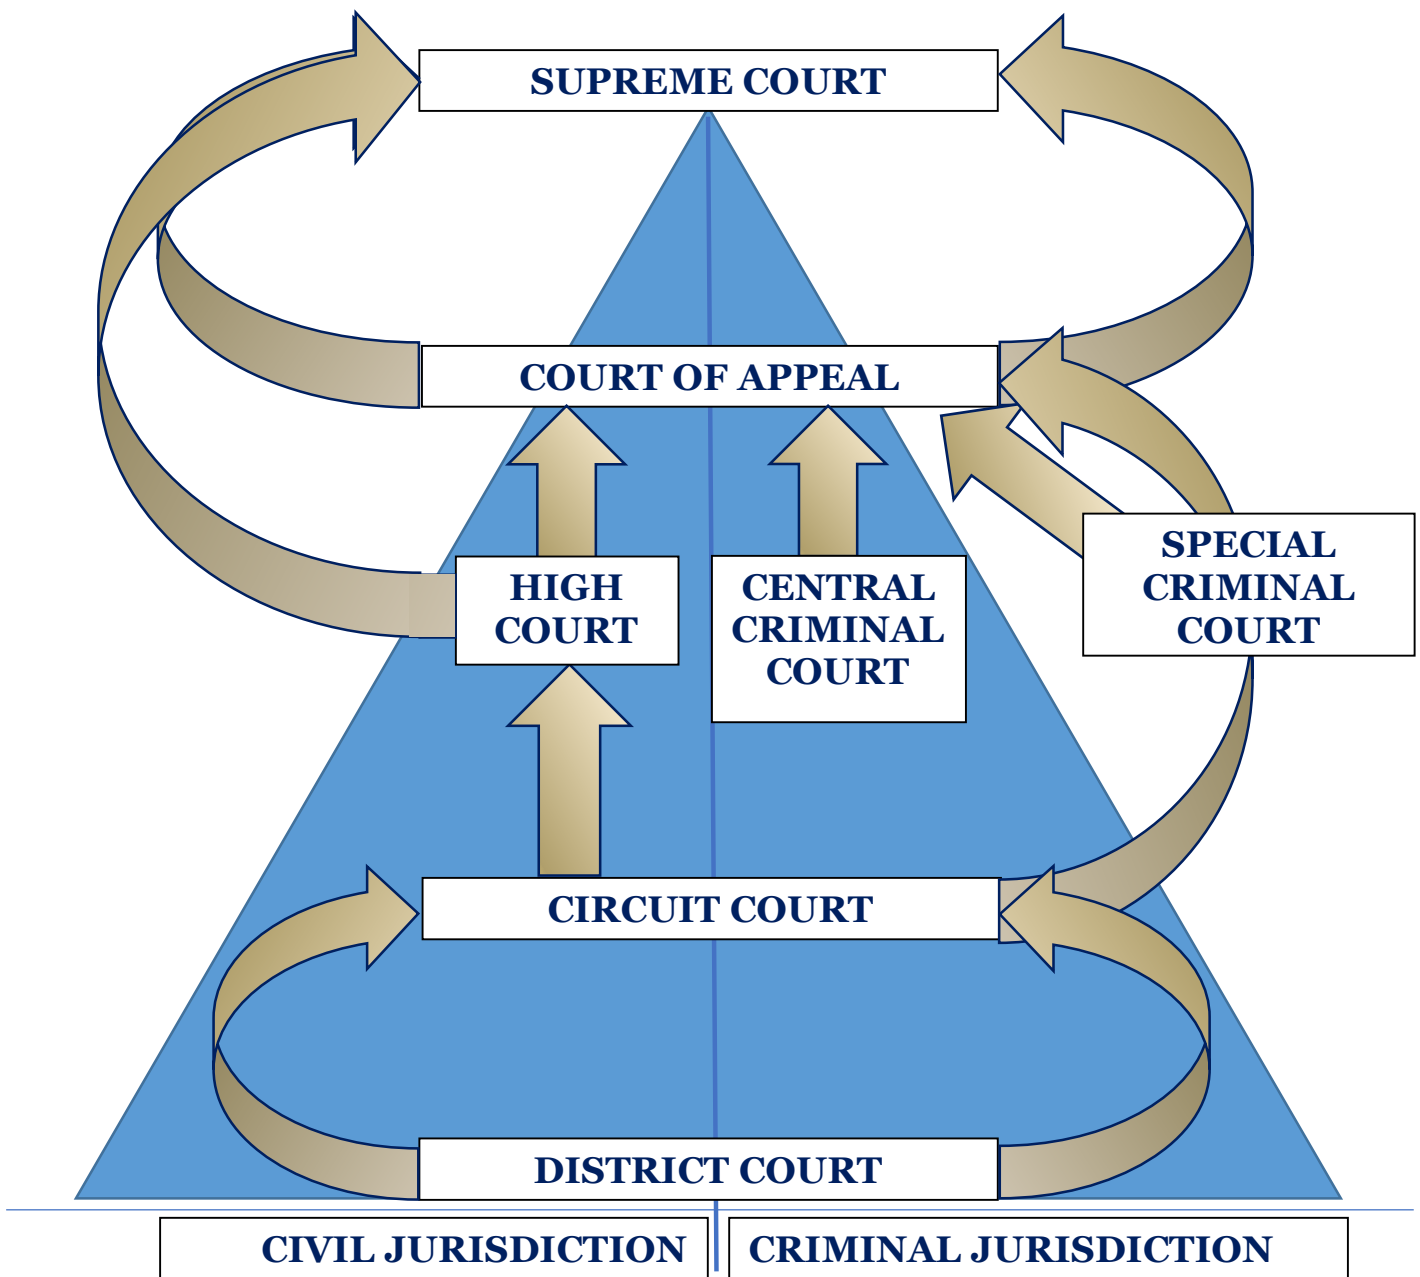 SUPREME COURT
COURT OF APPEAL
HIGH
COURT
CENTRAL
CRIMINAL
COURT
SPECIAL
CRIMINAL
COURT
CIRCUIT COURT
DISTRICT COURT
CIVIL JURISDICTION
CRIMINAL JURISDICTION